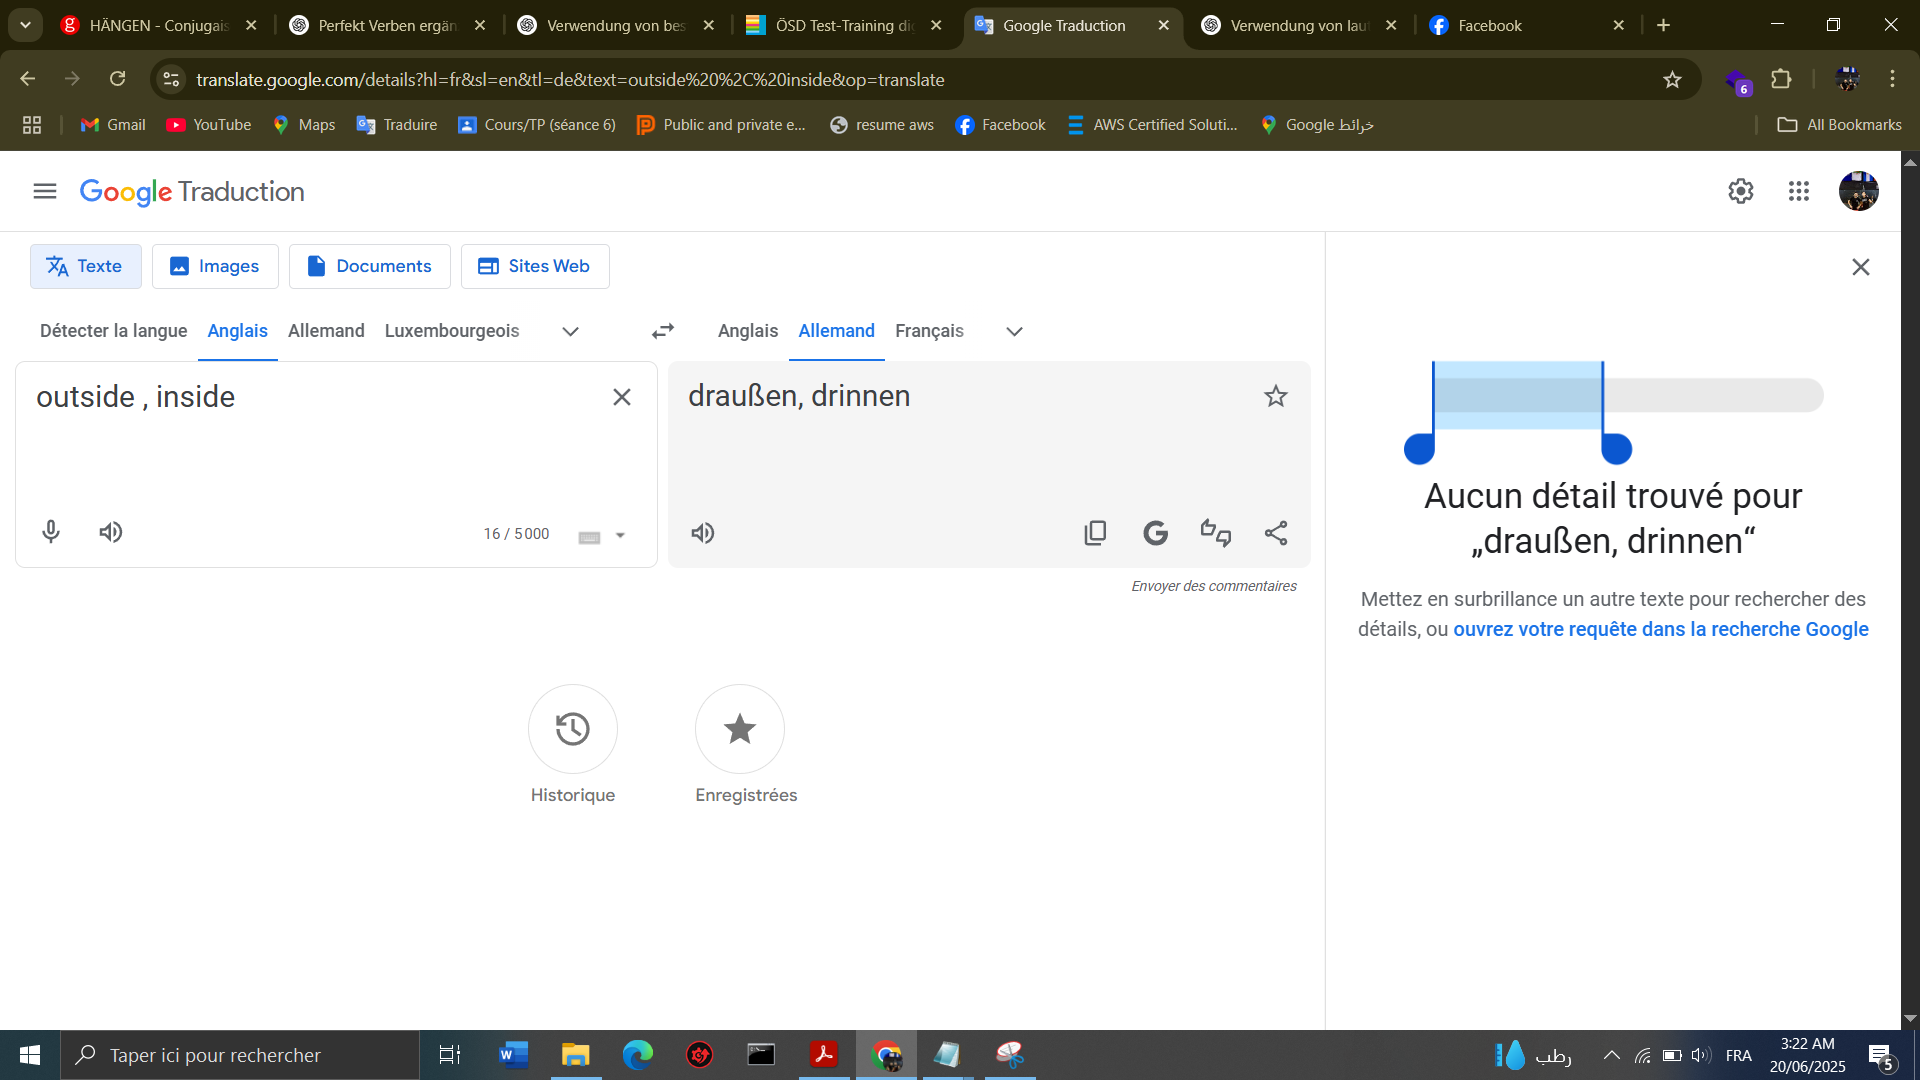 HÄNGEN - Conjugais
Perfekt Verben ergän
Verwendung von bes
ÖSD Test-Training di
Google Traduction
Verwendung von lau
Facebook
translate.google.com/details?hl=fr&sl=en&tl=de&text=outside%20%2C%20inside&op=translate
6
Gmail
YouTube
Maps
Traduire
Cours/TP (séance 6)
Public and private e...
resume aws
Facebook
AWS Certified Soluti...
خرائط Google
All Bookmarks
Google Traduction
Texte
Images
Documents
Sites Web
Détecter la langue
Anglais
Allemand
Luxembourgeois
Anglais
Allemand
Français
outside , inside
draußen, drinnen
16 / 5 000
Envoyer des commentaires
Aucun détail trouvé pour
„draußen, drinnen“
Mettez en surbrillance un autre texte pour rechercher des
détails, ou ouvrez votre requête dans la recherche Google
Historique
Enregistrées
Taper ici pour rechercher
رطب
FRA
3:22 AM
20/06/2025
5